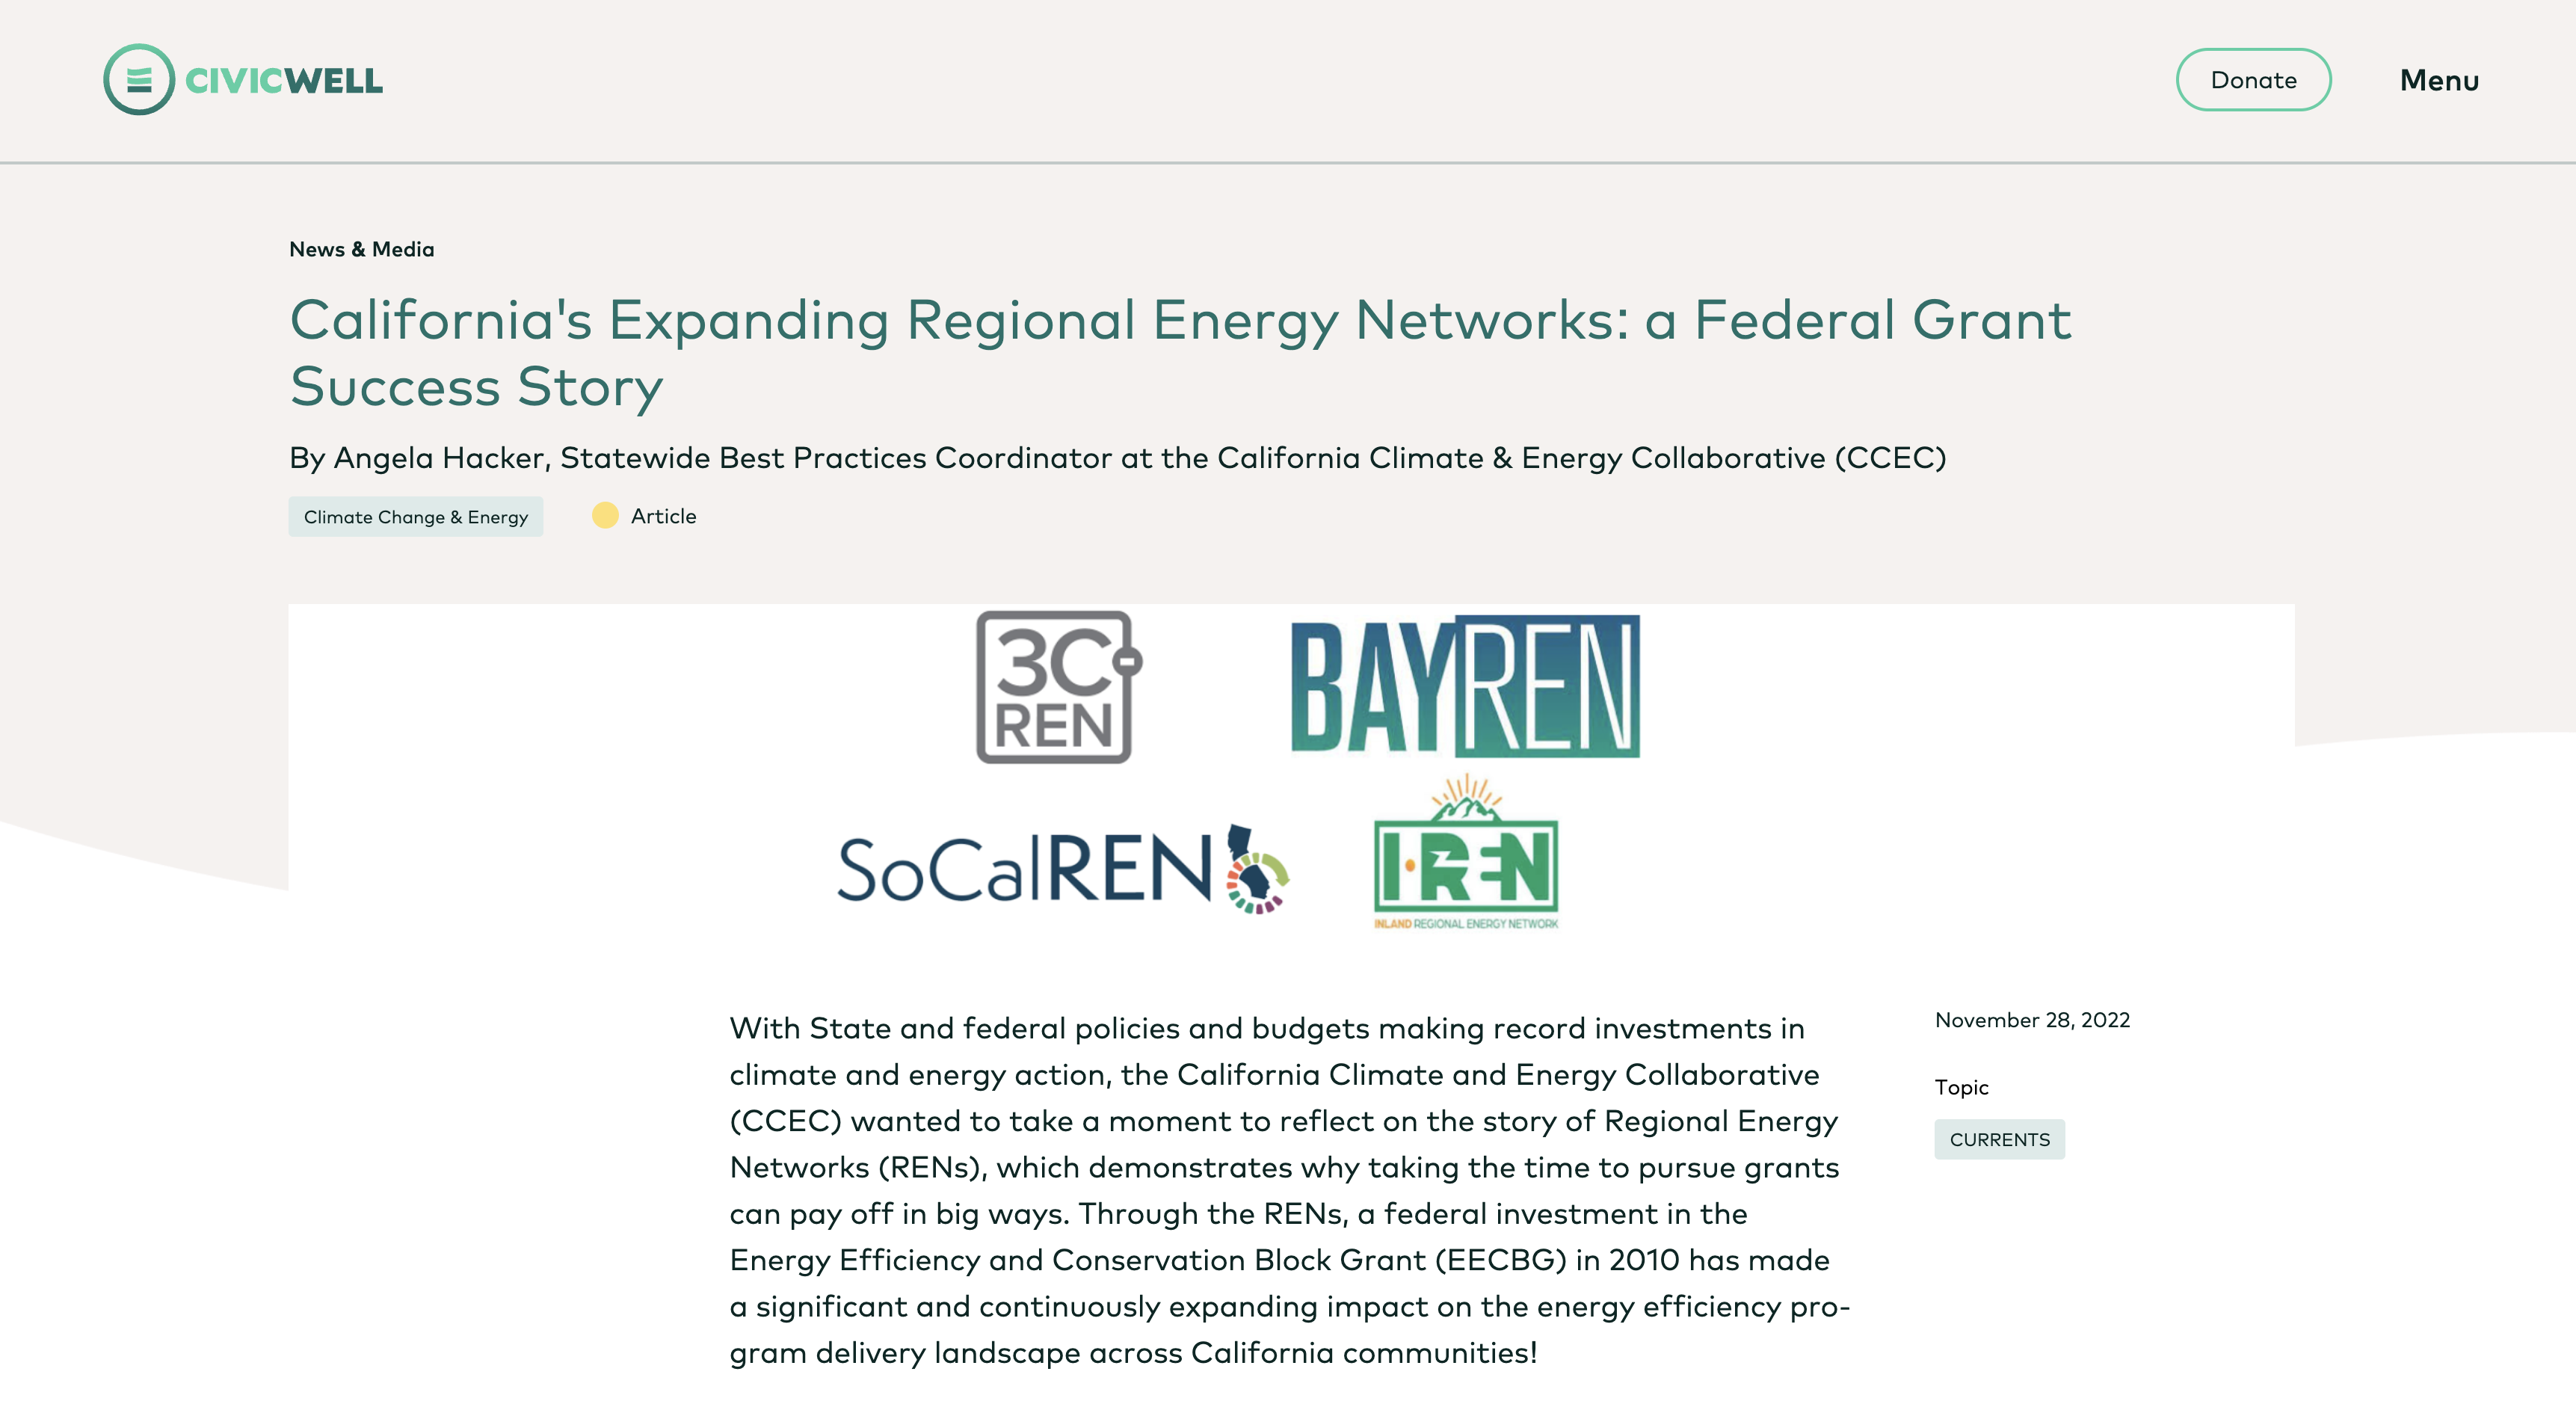 CIVICWELL
Donate
Menu
News & Media
California's Expanding Regional Energy Networks: a Federal Grant
Success Story
By Angela Hacker, Statewide Best Practices Coordinator at the California Climate & Energy Collaborative (CCEC)
Climate Change & Energy
Article
3C
REN
BAYREN
SoCalREN
I·REN
INLAND REGIONAL ENERGY NETWORK
With State and federal policies and budgets making record investments in
climate and energy action, the California Climate and Energy Collaborative
(CCEC) wanted to take a moment to reflect on the story of Regional Energy
Networks (RENs), which demonstrates why taking the time to pursue grants
can pay off in big ways. Through the RENs, a federal investment in the
Energy Efficiency and Conservation Block Grant (EECBG) in 2010 has made
a significant and continuously expanding impact on the energy efficiency pro-
gram delivery landscape across California communities!
November 28, 2022
Topic
CURRENTS